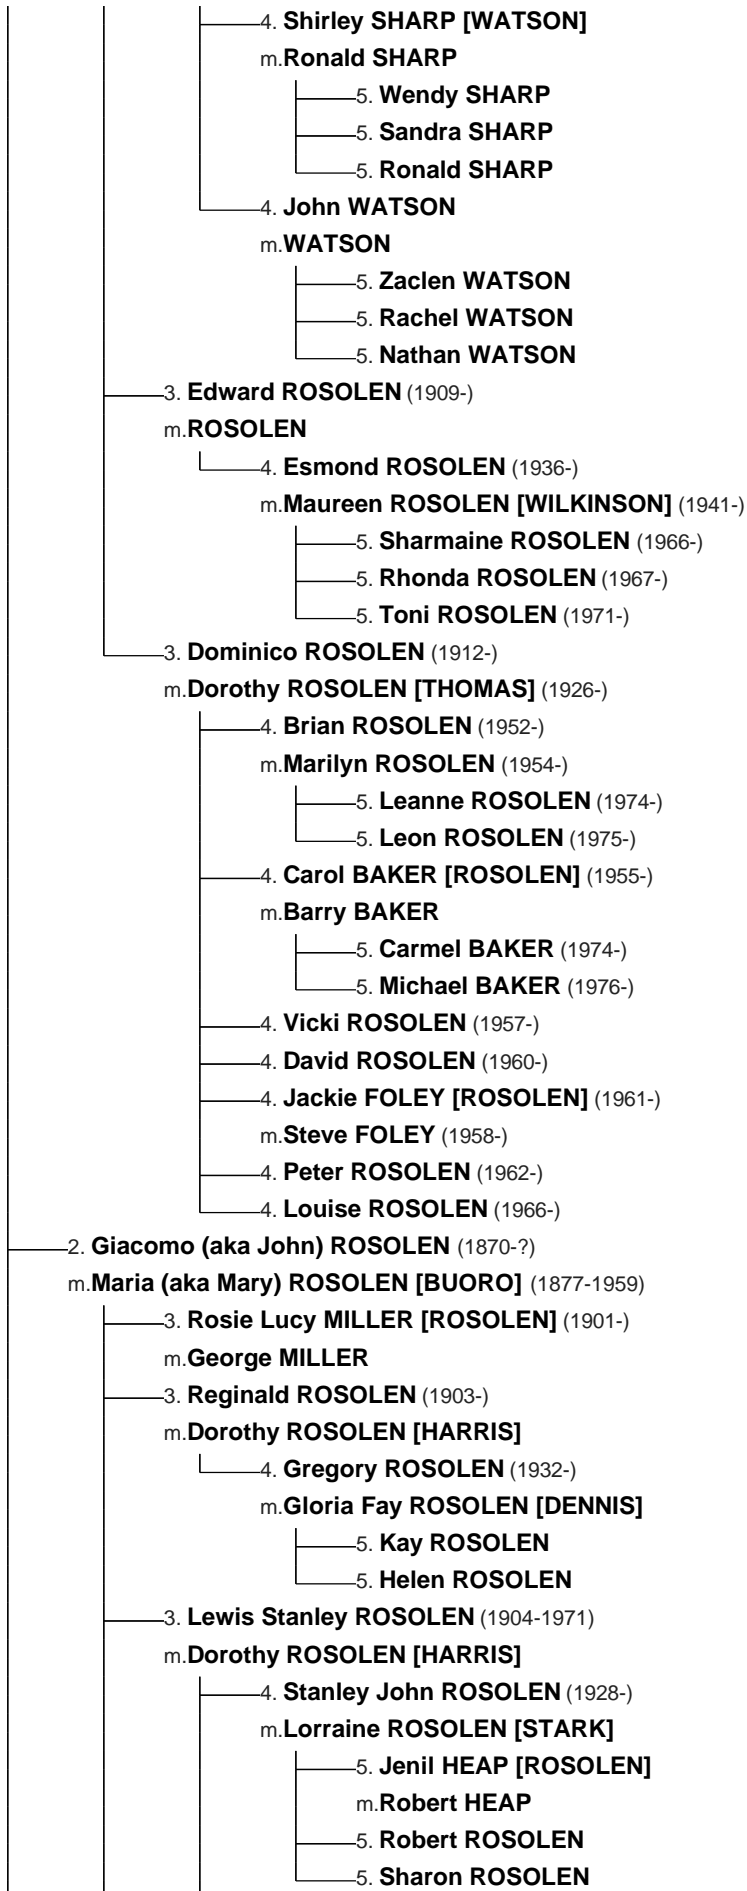 4. Shirley SHARP [WATSON]
m.Ronald SHARP
5. Wendy SHARP
5. Sandra SHARP
5. Ronald SHARP
4. John WATSON
m.WATSON
5. Zaclen WATSON
5. Rachel WATSON
5. Nathan WATSON
3. Edward ROSOLEN (1909-)
m.ROSOLEN
4. Esmond ROSOLEN (1936-)
m.Maureen ROSOLEN [WILKINSON] (1941-)
5. Sharmaine ROSOLEN (1966-)
5. Rhonda ROSOLEN (1967-)
5. Toni ROSOLEN (1971-)
3. Dominico ROSOLEN (1912-)
m.Dorothy ROSOLEN [THOMAS] (1926-)
4. Brian ROSOLEN (1952-)
m.Marilyn ROSOLEN (1954-)
5. Leanne ROSOLEN (1974-)
5. Leon ROSOLEN (1975-)
4. Carol BAKER [ROSOLEN] (1955-)
m.Barry BAKER
5. Carmel BAKER (1974-)
5. Michael BAKER (1976-)
4. Vicki ROSOLEN (1957-)
4. David ROSOLEN (1960-)
4. Jackie FOLEY [ROSOLEN] (1961-)
m.Steve FOLEY (1958-)
4. Peter ROSOLEN (1962-)
4. Louise ROSOLEN (1966-)
2. Giacomo (aka John) ROSOLEN (1870-?)
m.Maria (aka Mary) ROSOLEN [BUORO] (1877-1959)
3. Rosie Lucy MILLER [ROSOLEN] (1901-)
m.George MILLER
3. Reginald ROSOLEN (1903-)
m.Dorothy ROSOLEN [HARRIS]
4. Gregory ROSOLEN (1932-)
m.Gloria Fay ROSOLEN [DENNIS]
5. Kay ROSOLEN
5. Helen ROSOLEN
3. Lewis Stanley ROSOLEN (1904-1971)
m.Dorothy ROSOLEN [HARRIS]
4. Stanley John ROSOLEN (1928-)
m.Lorraine ROSOLEN [STARK]
5. Jenil HEAP [ROSOLEN]
m.Robert HEAP
5. Robert ROSOLEN
5. Sharon ROSOLEN